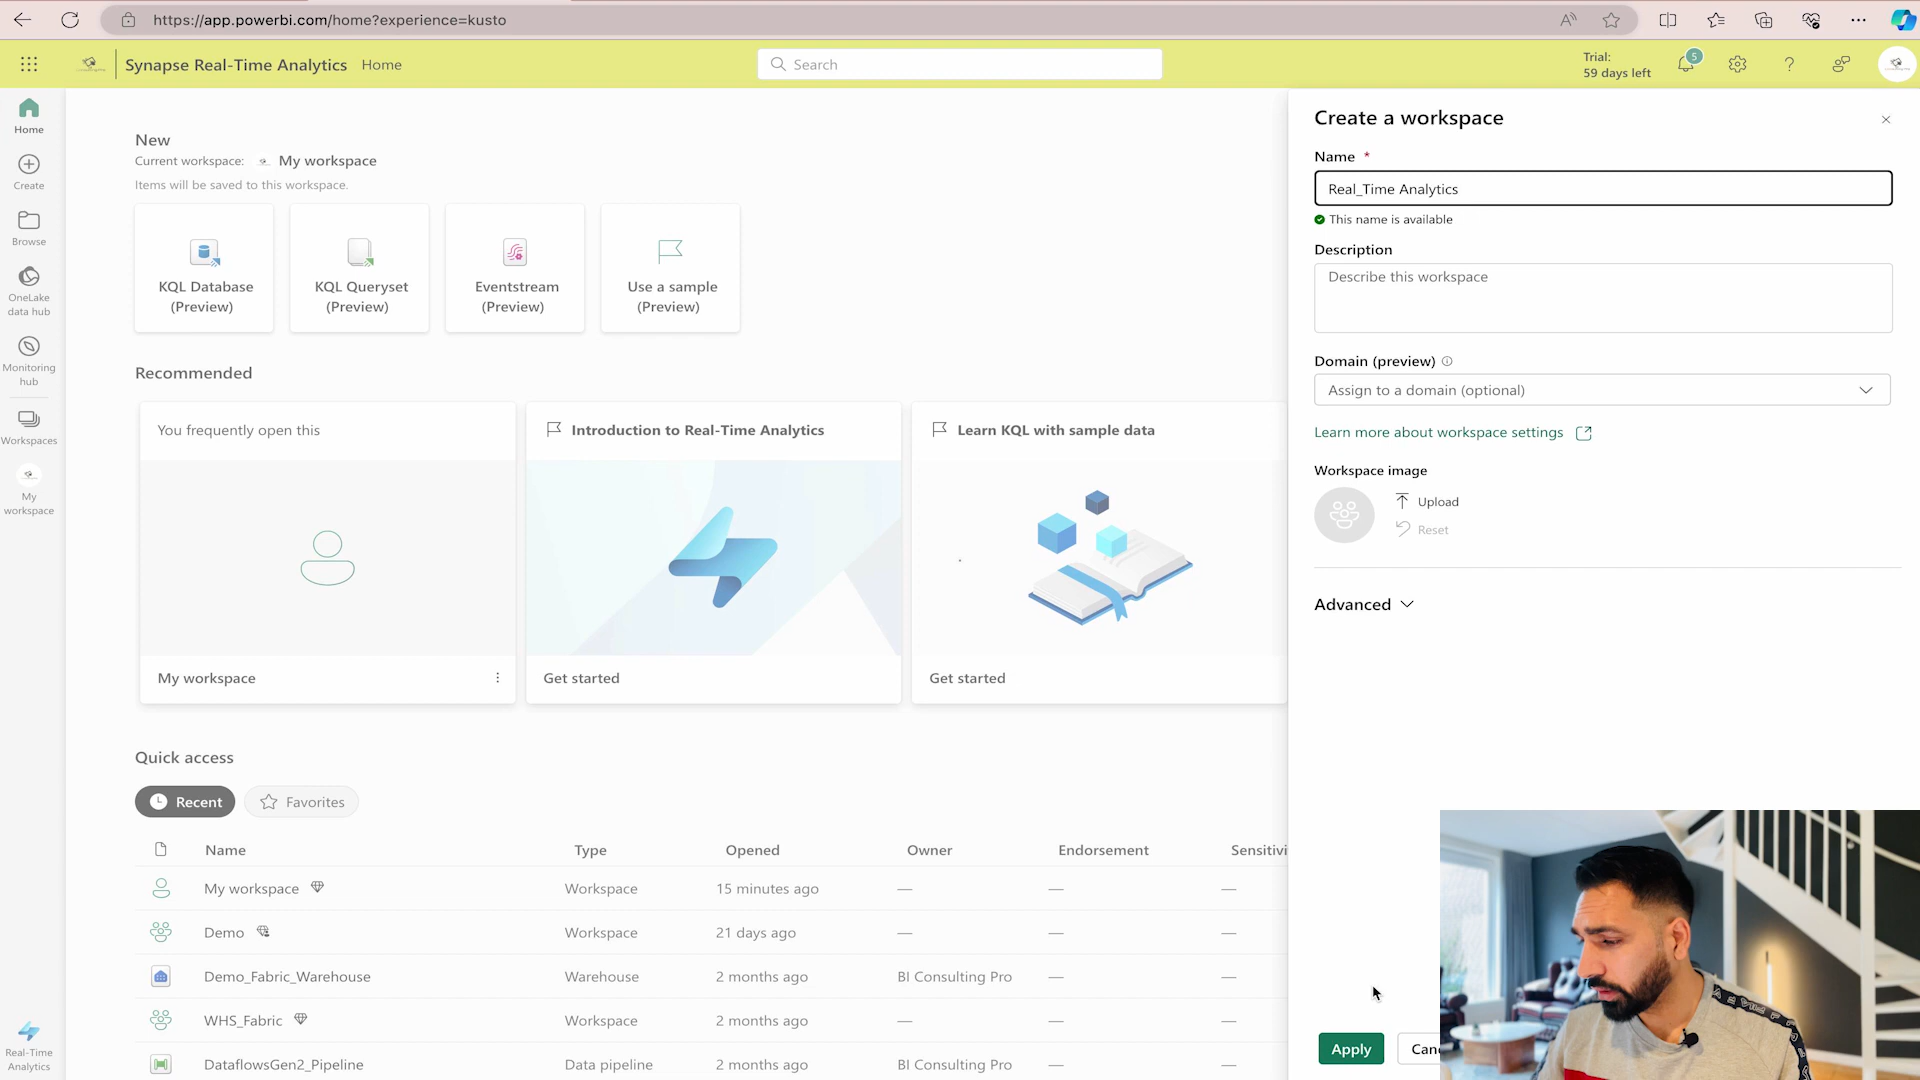 https://app.powerbi.com/home?experience=kusto
Synapse Real-Time Analytics Home
Search
Trial:
59 days left
5
Home
Create
Browse
OneLake
data hub
Monitoring
hub
Workspaces
My
workspace
Real-Time
Analytics
New
Current workspace: My workspace
Items will be saved to this workspace.
KQL Database
(Preview)
KQL Queryset
(Preview)
Eventstream
(Preview)
Use a sample
(Preview)
Recommended
You frequently open this
My workspace
Introduction to Real-Time Analytics
Get started
Learn KQL with sample data
Get started
Quick access
Recent
Favorites
Name Type Opened Owner Endorsement Sensitivi
My workspace Workspace 15 minutes ago — — —
Demo Workspace 21 days ago — — —
Demo_Fabric_Warehouse Warehouse 2 months ago BI Consulting Pro — —
WHS_Fabric Workspace 2 months ago — — —
DataflowsGen2_Pipeline Data pipeline 2 months ago BI Consulting Pro — —
Create a workspace
Name *
Real_Time Analytics
This name is available
Description
Describe this workspace
Domain (preview)
Assign to a domain (optional)
Learn more about workspace settings
Workspace image
Upload
Reset
Advanced
Apply
Canc